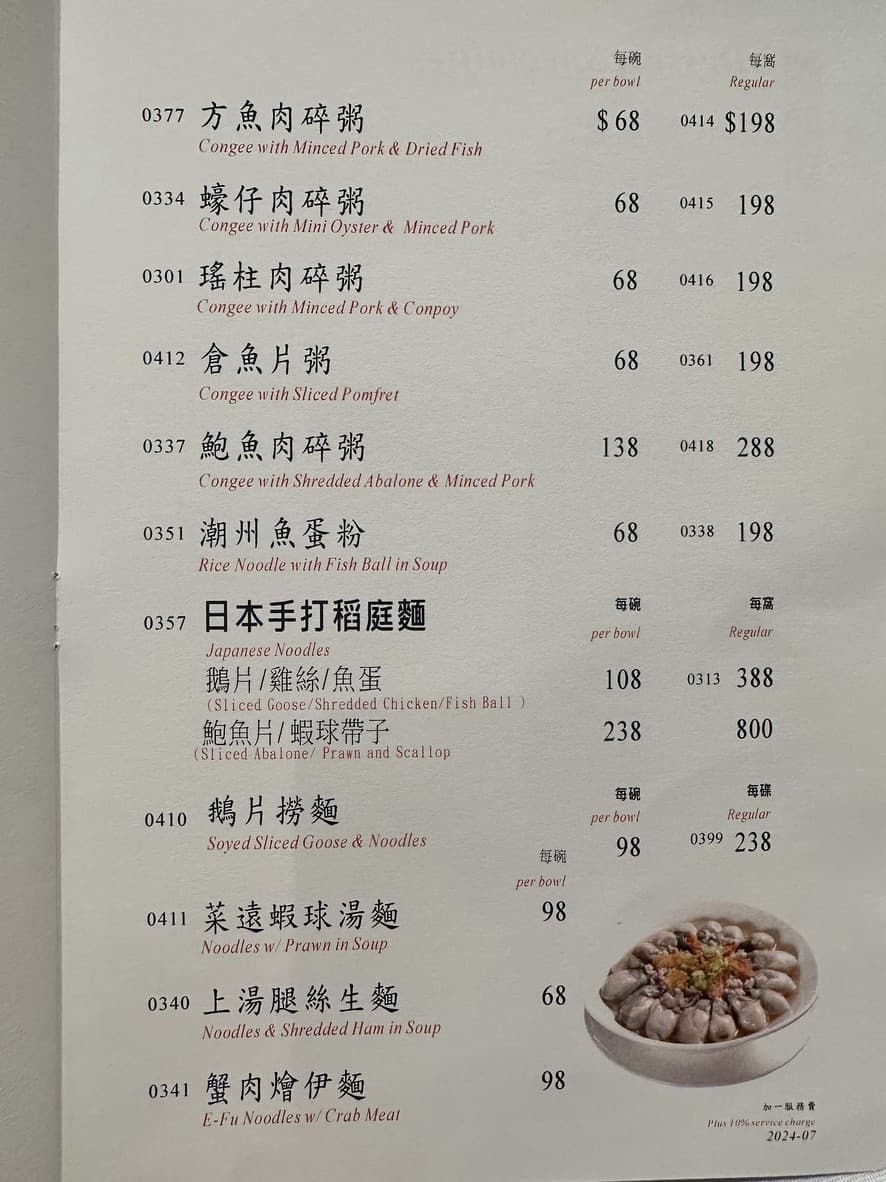 每碗 每窩
per bowl Regular
0377 方魚肉碎粥 $68 0414 $198
Congee with Minced Pork & Dried Fish
0334 蠔仔肉碎粥 68 0415 198
Congee with Mini Oyster & Minced Pork
0301 瑤柱肉碎粥 68 0416 198
Congee with Minced Pork & Conpoy
0412 倉魚片粥 68 0361 198
Congee with Sliced Pomfret
0337 鮑魚肉碎粥 138 0418 288
Congee with Shredded Abalone & Minced Pork
0351 潮州魚蛋粉 68 0338 198
Rice Noodle with Fish Ball in Soup
每碗 每窩
0357 日本手打稻庭麵 per bowl Regular
Japanese Noodles
鵝片/雞絲/魚蛋 108 0313 388
(Sliced Goose/Shredded Chicken/Fish Ball )
鮑魚片/蝦球帶子 238 800
(Sliced Abalone/ Prawn and Scallop
每碗 每碟
0410 鵝片撈麵 per bowl Regular
Soyed Sliced Goose & Noodles 98 0399 238
每碗
per bowl
0411 菜遠蝦球湯麵 98
Noodles w/ Prawn in Soup
0340 上湯腿絲生麵 68
Noodles & Shredded Ham in Soup
0341 蟹肉燴伊麵 98
E-Fu Noodles w/ Crab Meat
加一服務費
Plus 10% service charge
2024-07